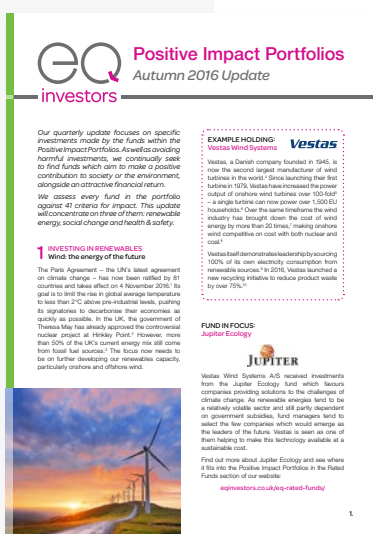 eq
investors
Positive Impact Portfolios
Autumn 2016 Update
Our quarterly update focuses on specific
investments made by the funds within the
Positive Impact Portfolios. As well as avoiding
harmful investments, we continually seek
to find funds which aim to make a positive
contribution to society or the environment,
alongside an attractive financial return.
We assess every fund in the portfolio
against 41 criteria for impact. This update
will concentrate on three of them: renewable
energy, social change and health & safety.
1 INVESTING IN RENEWABLES
Wind: the energy of the future
The Paris Agreement – the UN's latest agreement
on climate change – has now been ratified by 81
countries and takes effect on 4 November 2016.¹ Its
goal is to limit the rise in global average temperature
to less than 2°C above pre-industrial levels, pushing
its signatories to decarbonise their economies as
quickly as possible. In the UK, the government of
Theresa May has already approved the controversial
nuclear project at Hinkley Point.² However, more
than 50% of the UK's current energy mix still come
from fossil fuel sources.³ The focus now needs to
be on further developing our renewables capacity,
particularly onshore and offshore wind.
EXAMPLE HOLDING:
Vestas Wind Systems
Vestas
Vestas, a Danish company founded in 1945, is
now the second largest manufacturer of wind
turbines in the world.⁴ Since launching their first
turbine in 1979, Vestas have increased the power
output of onshore wind turbines over 100-fold⁵
– a single turbine can now power over 1,500 EU
households.⁶ Over the same timeframe the wind
industry has brought down the cost of wind
energy by more than 20 times,⁷ making onshore
wind competitive on cost with both nuclear and
coal.⁸
Vestas itself demonstrates leadership by sourcing
100% of its own electricity consumption from
renewable sources.⁹ In 2016, Vestas launched a
new recycling initiative to reduce product waste
by over 75%.¹⁰
FUND IN FOCUS:
Jupiter Ecology
JUPITER
Vestas Wind Systems A/S received investments
from the Jupiter Ecology fund which favours
companies providing solutions to the challenges of
climate change. As renewable energies tend to be
a relatively volatile sector and still partly dependent
on government subsidies, fund managers tend to
select the few companies which would emerge as
the leaders of the future. Vestas is seen as one of
them helping to make this technology available at a
sustainable cost.
Find out more about Jupiter Ecology and see where
it fits into the Positive Impact Portfolios in the Rated
Funds section of our website:
eqinvestors.co.uk/eq-rated-funds/
1.